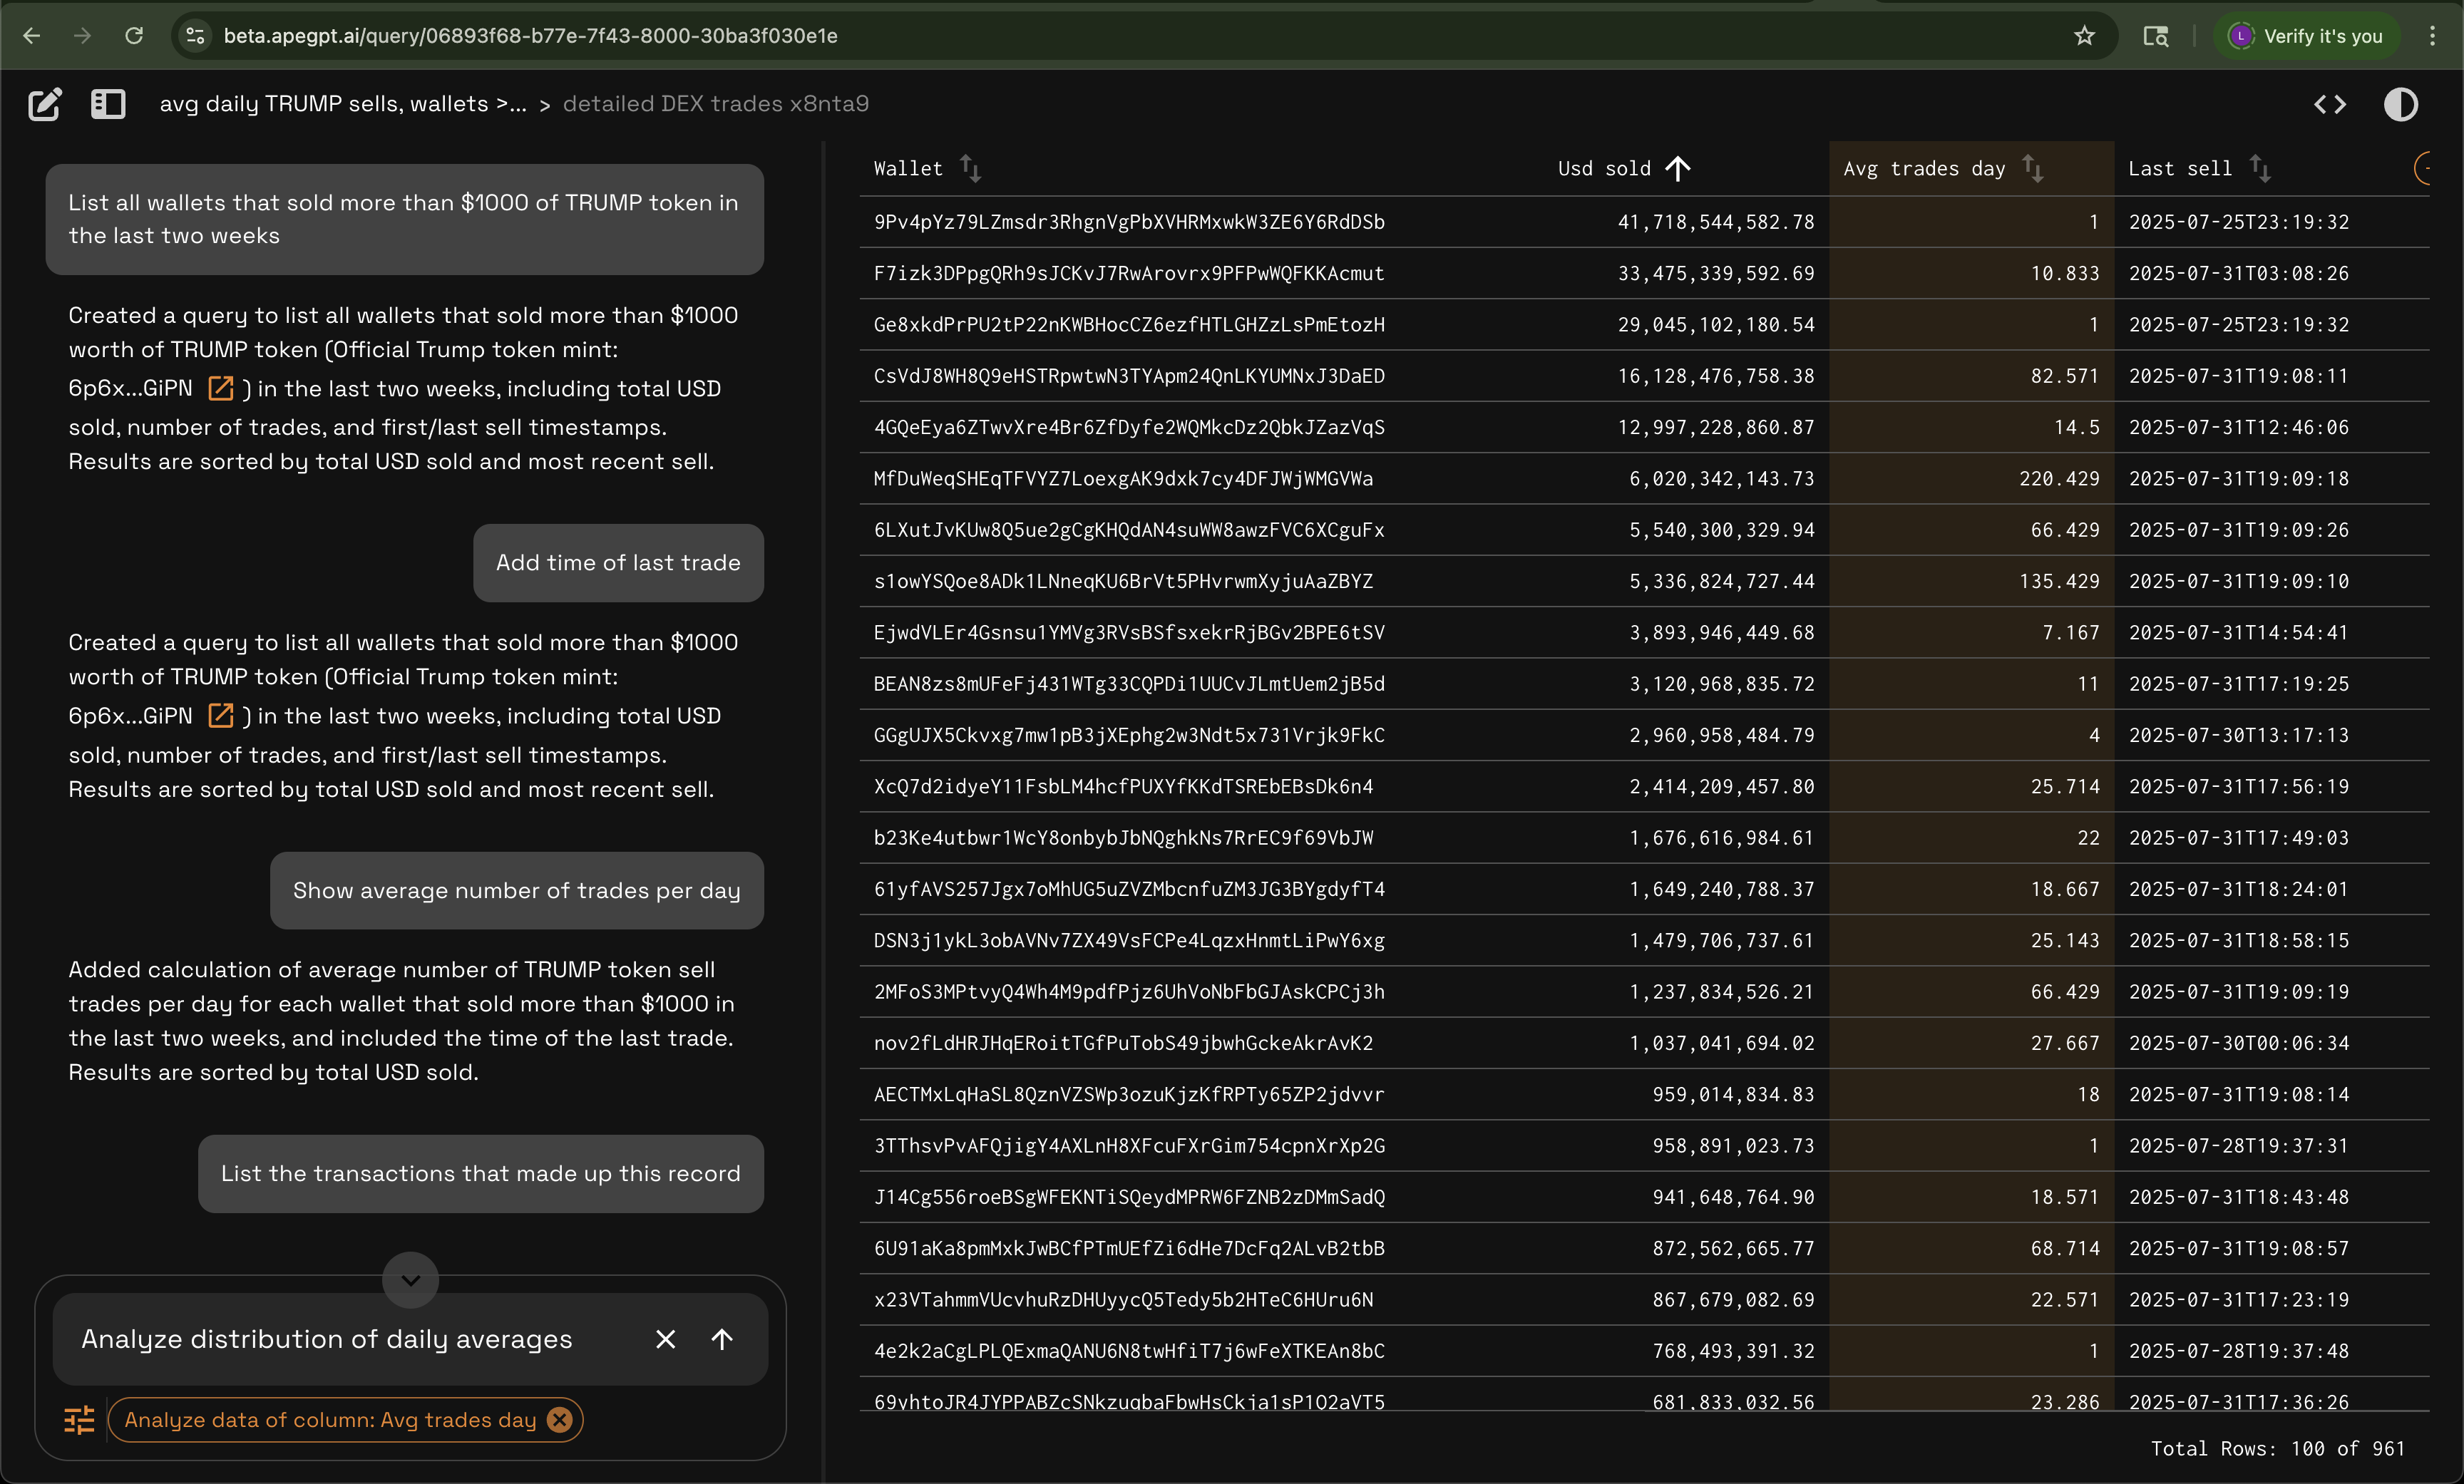 beta.apegpt.ai/query/06893f68-b77e-7f43-8000-30ba3f030e1e
L
Verify it's you
avg daily TRUMP sells, wallets >... > detailed DEX trades x8nta9
List all wallets that sold more than $1000 of TRUMP token in
the last two weeks
Created a query to list all wallets that sold more than $1000
worth of TRUMP token (Official Trump token mint:
6p6x...GiPN ) in the last two weeks, including total USD
sold, number of trades, and first/last sell timestamps.
Results are sorted by total USD sold and most recent sell.
Add time of last trade
Created a query to list all wallets that sold more than $1000
worth of TRUMP token (Official Trump token mint:
6p6x...GiPN ) in the last two weeks, including total USD
sold, number of trades, and first/last sell timestamps.
Results are sorted by total USD sold and most recent sell.
Show average number of trades per day
Added calculation of average number of TRUMP token sell
trades per day for each wallet that sold more than $1000 in
the last two weeks, and included the time of the last trade.
Results are sorted by total USD sold.
List the transactions that made up this record
Analyze distribution of daily averages
Analyze data of column: Avg trades day
Wallet Usd sold Avg trades day Last sell
9Pv4pYz79LZmsdr3RhgnVgPbXVHRMxwkW3ZE6Y6RdDSb 41,718,544,582.78 1 2025-07-25T23:19:32
F7izk3DPpgQRh9sJCKvJ7RwArovrx9PFPwWQFKKAcmut 33,475,339,592.69 10.833 2025-07-31T03:08:26
Ge8xkdPrPU2tP22nKWBHocCZ6ezfHTLGHZzLsPmEtozH 29,045,102,180.54 1 2025-07-25T23:19:32
CsVdJ8WH8Q9eHSTRpwtwN3TYApm24QnLKYUMNxJ3DaED 16,128,476,758.38 82.571 2025-07-31T19:08:11
4GQeEya6ZTwvXre4Br6ZfDyfe2WQMkcDz2QbkJZazVqS 12,997,228,860.87 14.5 2025-07-31T12:46:06
MfDuWeqSHEqTFVYZ7LoexgAK9dxk7cy4DFJWjWMGVWa 6,020,342,143.73 220.429 2025-07-31T19:09:18
6LXutJvKUw8Q5ue2gCgKHQdAN4suWW8awzFVC6XCguFx 5,540,300,329.94 66.429 2025-07-31T19:09:26
s1owYSQoe8ADk1LNneqKU6BrVt5PHvrwmXyjuAaZBYZ 5,336,824,727.44 135.429 2025-07-31T19:09:10
EjwdVLEr4Gsnsu1YMVg3RVsBSfsxekrRjBGv2BPE6tSV 3,893,946,449.68 7.167 2025-07-31T14:54:41
BEAN8zs8mUFeFj431WTg33CQPDi1UUCvJLmtUem2jB5d 3,120,968,835.72 11 2025-07-31T17:19:25
GGgUJX5Ckvxg7mw1pB3jXEphg2w3Ndt5x731Vrjk9FkC 2,960,958,484.79 4 2025-07-30T13:17:13
XcQ7d2idyeY11FsbLM4hcfPUXYfKKdTSREbEBsDk6n4 2,414,209,457.80 25.714 2025-07-31T17:56:19
b23Ke4utbwr1WcY8onbybJbNQghkNs7RrEC9f69VbJW 1,676,616,984.61 22 2025-07-31T17:49:03
61yfAVS257Jgx7oMhUG5uZVZMbcnfuZM3JG3BYgdyfT4 1,649,240,788.37 18.667 2025-07-31T18:24:01
DSN3j1ykL3obAVNv7ZX49VsFCPe4LqzxHnmtLiPwY6xg 1,479,706,737.61 25.143 2025-07-31T18:58:15
2MFoS3MPtvyQ4Wh4M9pdfPjz6UhVoNbFbGJAskCPCj3h 1,237,834,526.21 66.429 2025-07-31T19:09:19
nov2fLdHRJHqERoitTGfPuTobS49jbwhGckeAkrAvK2 1,037,041,694.02 27.667 2025-07-30T00:06:34
AECTMxLqHaSL8QznVZSWp3ozuKjzKfRPTy65ZP2jdvvr 959,014,834.83 18 2025-07-31T19:08:14
3TThsvPvAFQjigY4AXLnH8XFcuFXrGim754cpnXrXp2G 958,891,023.73 1 2025-07-28T19:37:31
J14Cg556roeBSgWFEKNTiSQeydMPRW6FZNB2zDMmSadQ 941,648,764.90 18.571 2025-07-31T18:43:48
6U91aKa8pmMxkJwBCfPTmUEfZi6dHe7DcFq2ALvB2tbB 872,562,665.77 68.714 2025-07-31T19:08:57
x23VTahmmVUcvhuRzDHUyycQ5Tedy5b2HTeC6HUru6N 867,679,082.69 22.571 2025-07-31T17:23:19
4e2k2aCgLPLQExmaQANU6N8twHfiT7j6wFeXTKEAn8bC 768,493,391.32 1 2025-07-28T19:37:48
69yhtoJR4JYPPABZcSNkzuqbaFbwHsCkja1sP1Q2aVT5 681,833,032.56 23.286 2025-07-31T17:36:26
Total Rows: 100 of 961